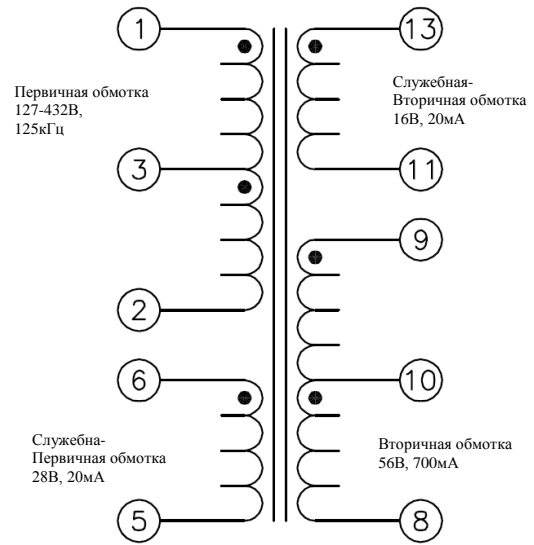 1
13
Первичная обмотка
127-432В,
125кГц
Служебная-
Вторичная обмотка
16В, 20мА
3
11
9
2
6
10
Служебна-
Первичная обмотка
28В, 20мА
Вторичная обмотка
56В, 700мА
5
8